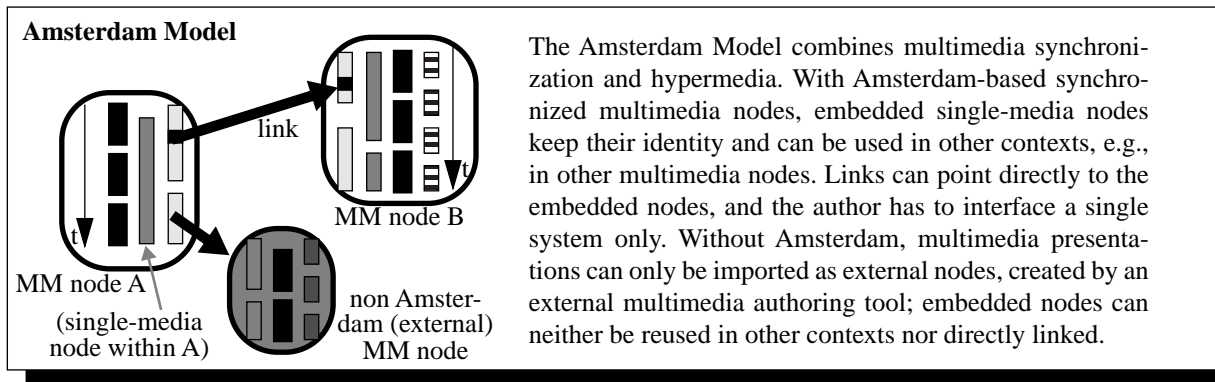 Amsterdam Model
link
t
t
MM node B
MM node A
(single-media
node within A)
non Amster-
dam (external)
MM node
The Amsterdam Model combines multimedia synchroni-
zation and hypermedia. With Amsterdam-based synchro-
nized multimedia nodes, embedded single-media nodes
keep their identity and can be used in other contexts, e.g.,
in other multimedia nodes. Links can point directly to the
embedded nodes, and the author has to interface a single
system only. Without Amsterdam, multimedia presenta-
tions can only be imported as external nodes, created by an
external multimedia authoring tool; embedded nodes can
neither be reused in other contexts nor directly linked.